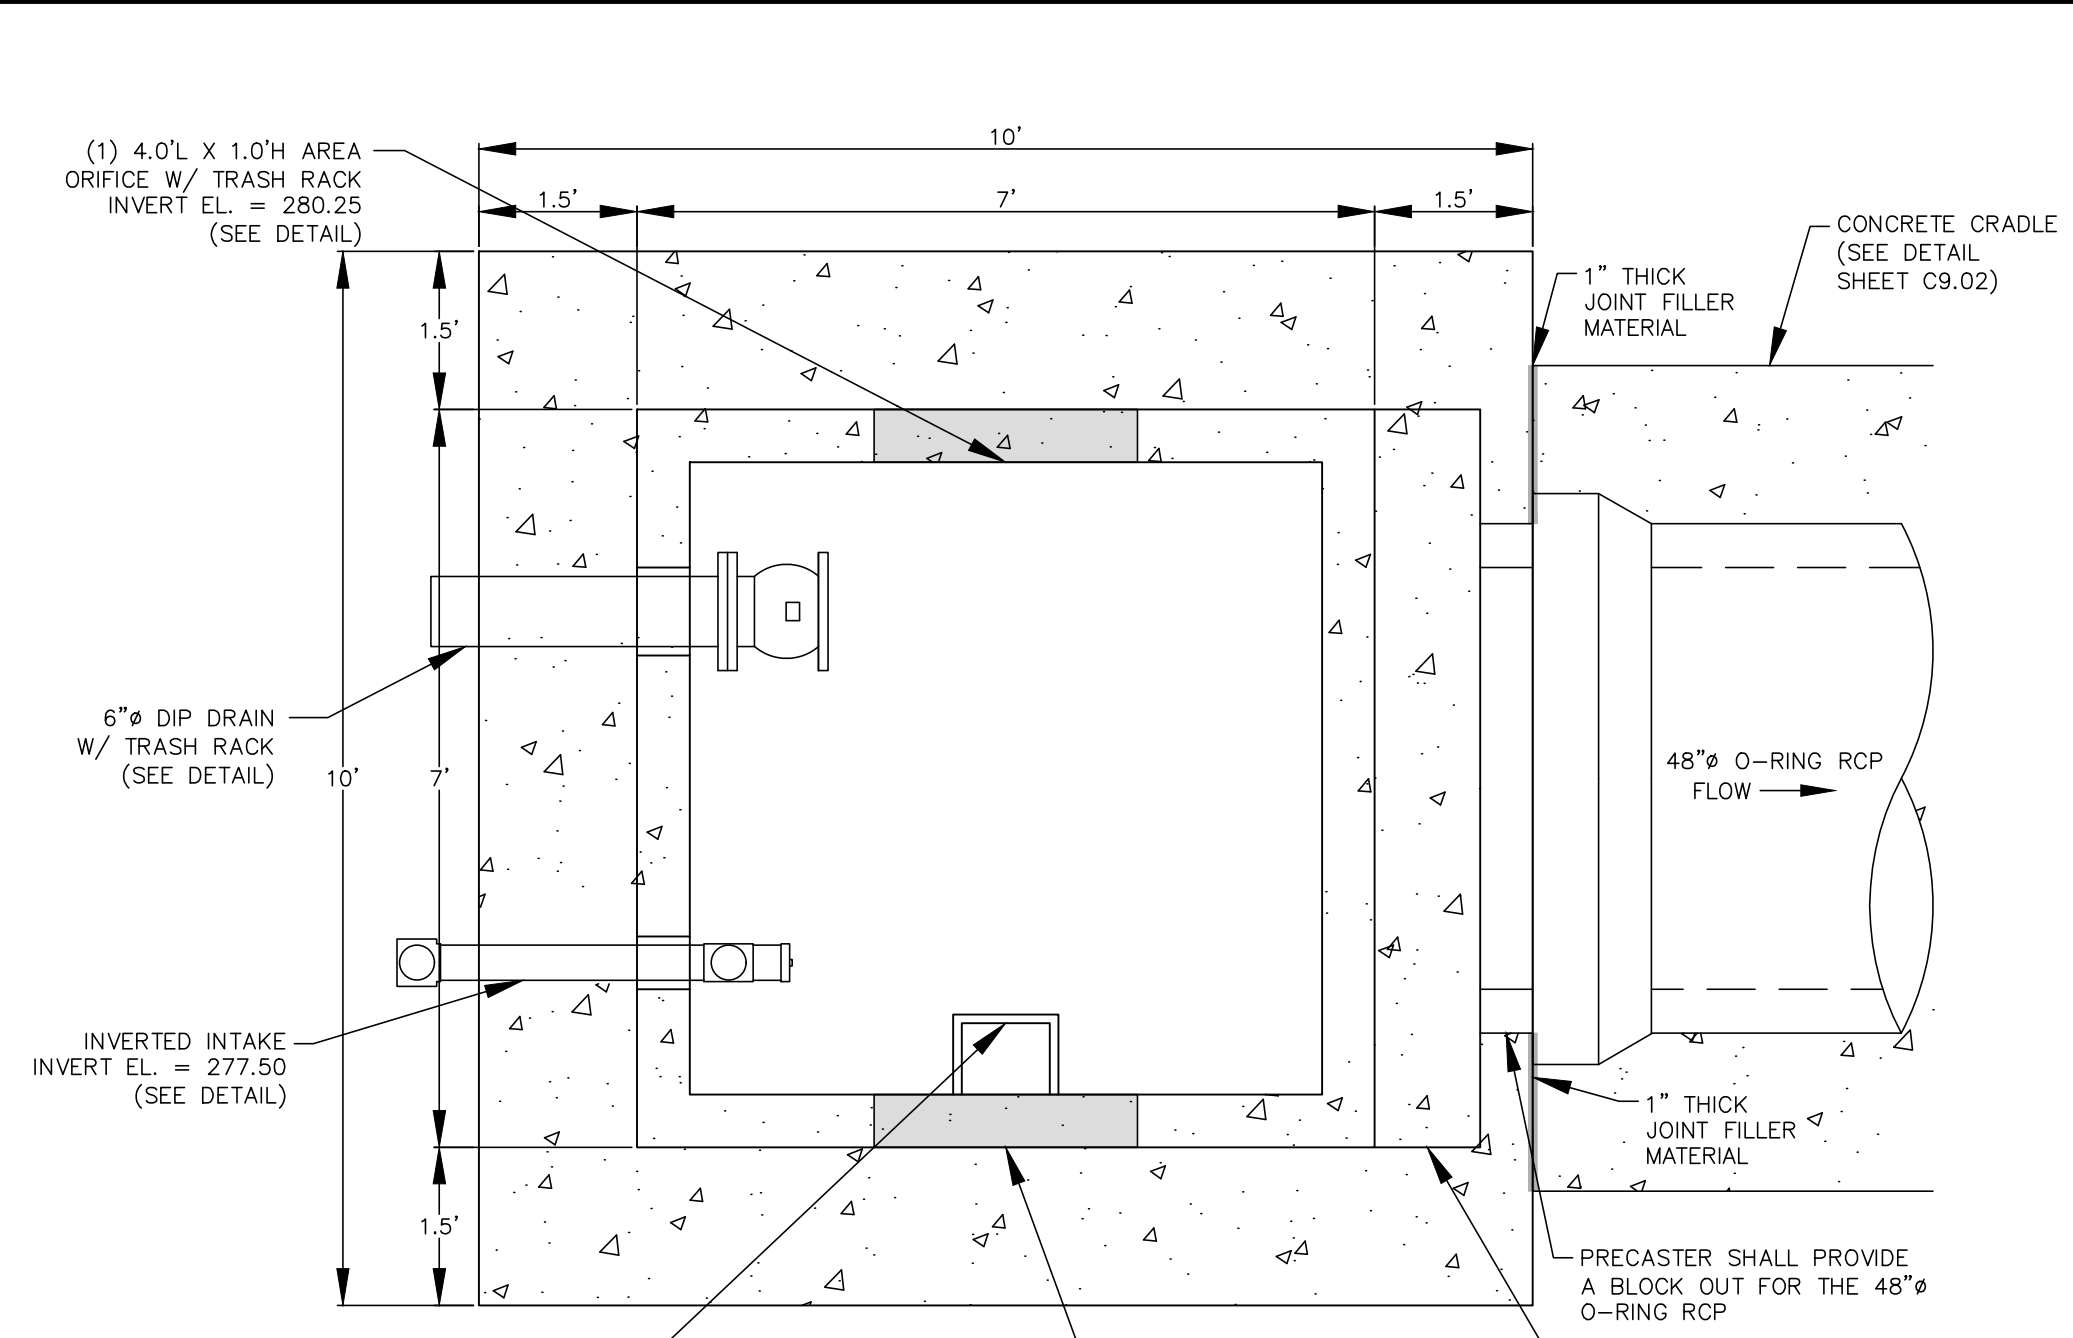 10'
(1) 4.0'L X 1.0'H AREA
ORIFICE W/ TRASH RACK
INVERT EL. = 280.25
(SEE DETAIL)
1.5'
7'
1.5'
CONCRETE CRADLE
(SEE DETAIL
SHEET C9.02)
1" THICK
JOINT FILLER
MATERIAL
1.5'
6"ø DIP DRAIN
W/ TRASH RACK
(SEE DETAIL)
10'
7'
48"ø O-RING RCP
FLOW
INVERTED INTAKE
INVERT EL. = 277.50
(SEE DETAIL)
1" THICK
JOINT FILLER
MATERIAL
1.5'
PRECASTER SHALL PROVIDE
A BLOCK OUT FOR THE 48"ø
O-RING RCP